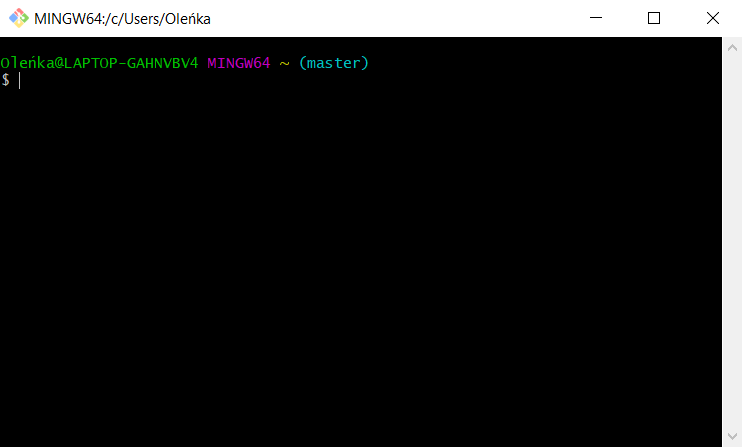 MINGW64:/c/Users/Oleńka
Oleńka@LAPTOP-GAHNVBV4 MINGW64 ~ (master)
$